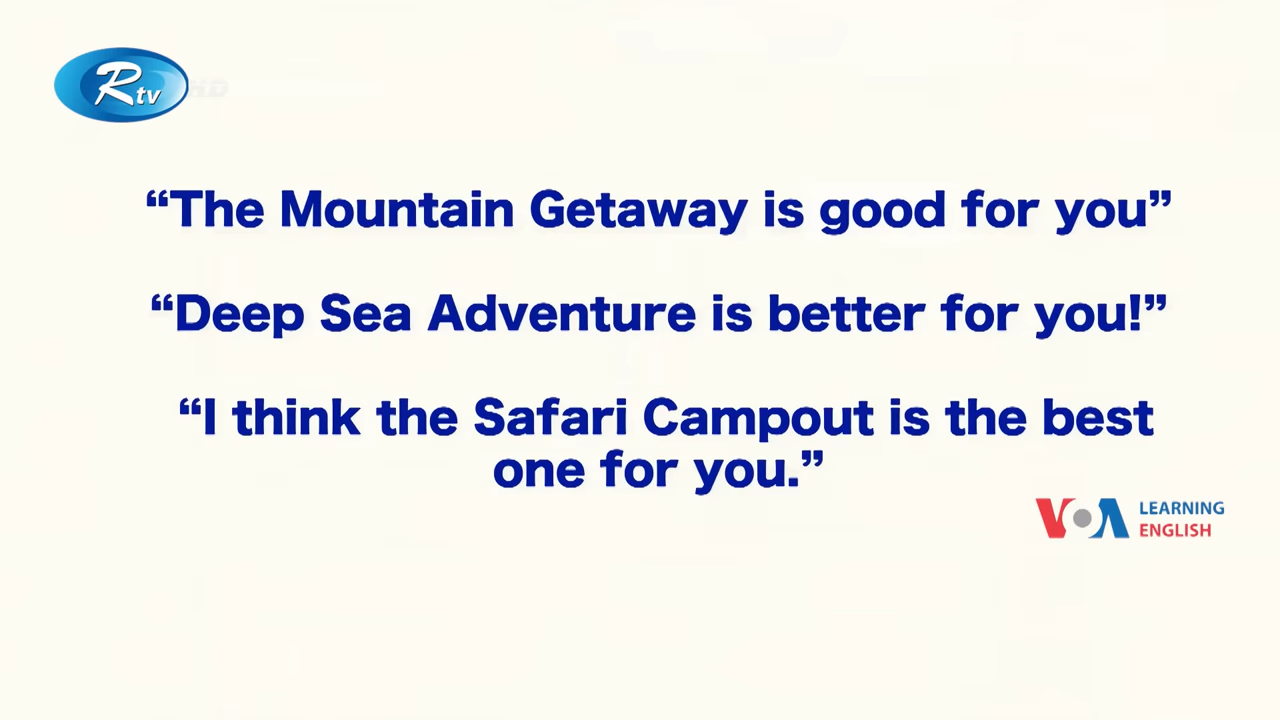 Rtv HD
“The Mountain Getaway is good for you”
“Deep Sea Adventure is better for you!”
“I think the Safari Campout is the best
one for you.”
VOA LEARNING
ENGLISH